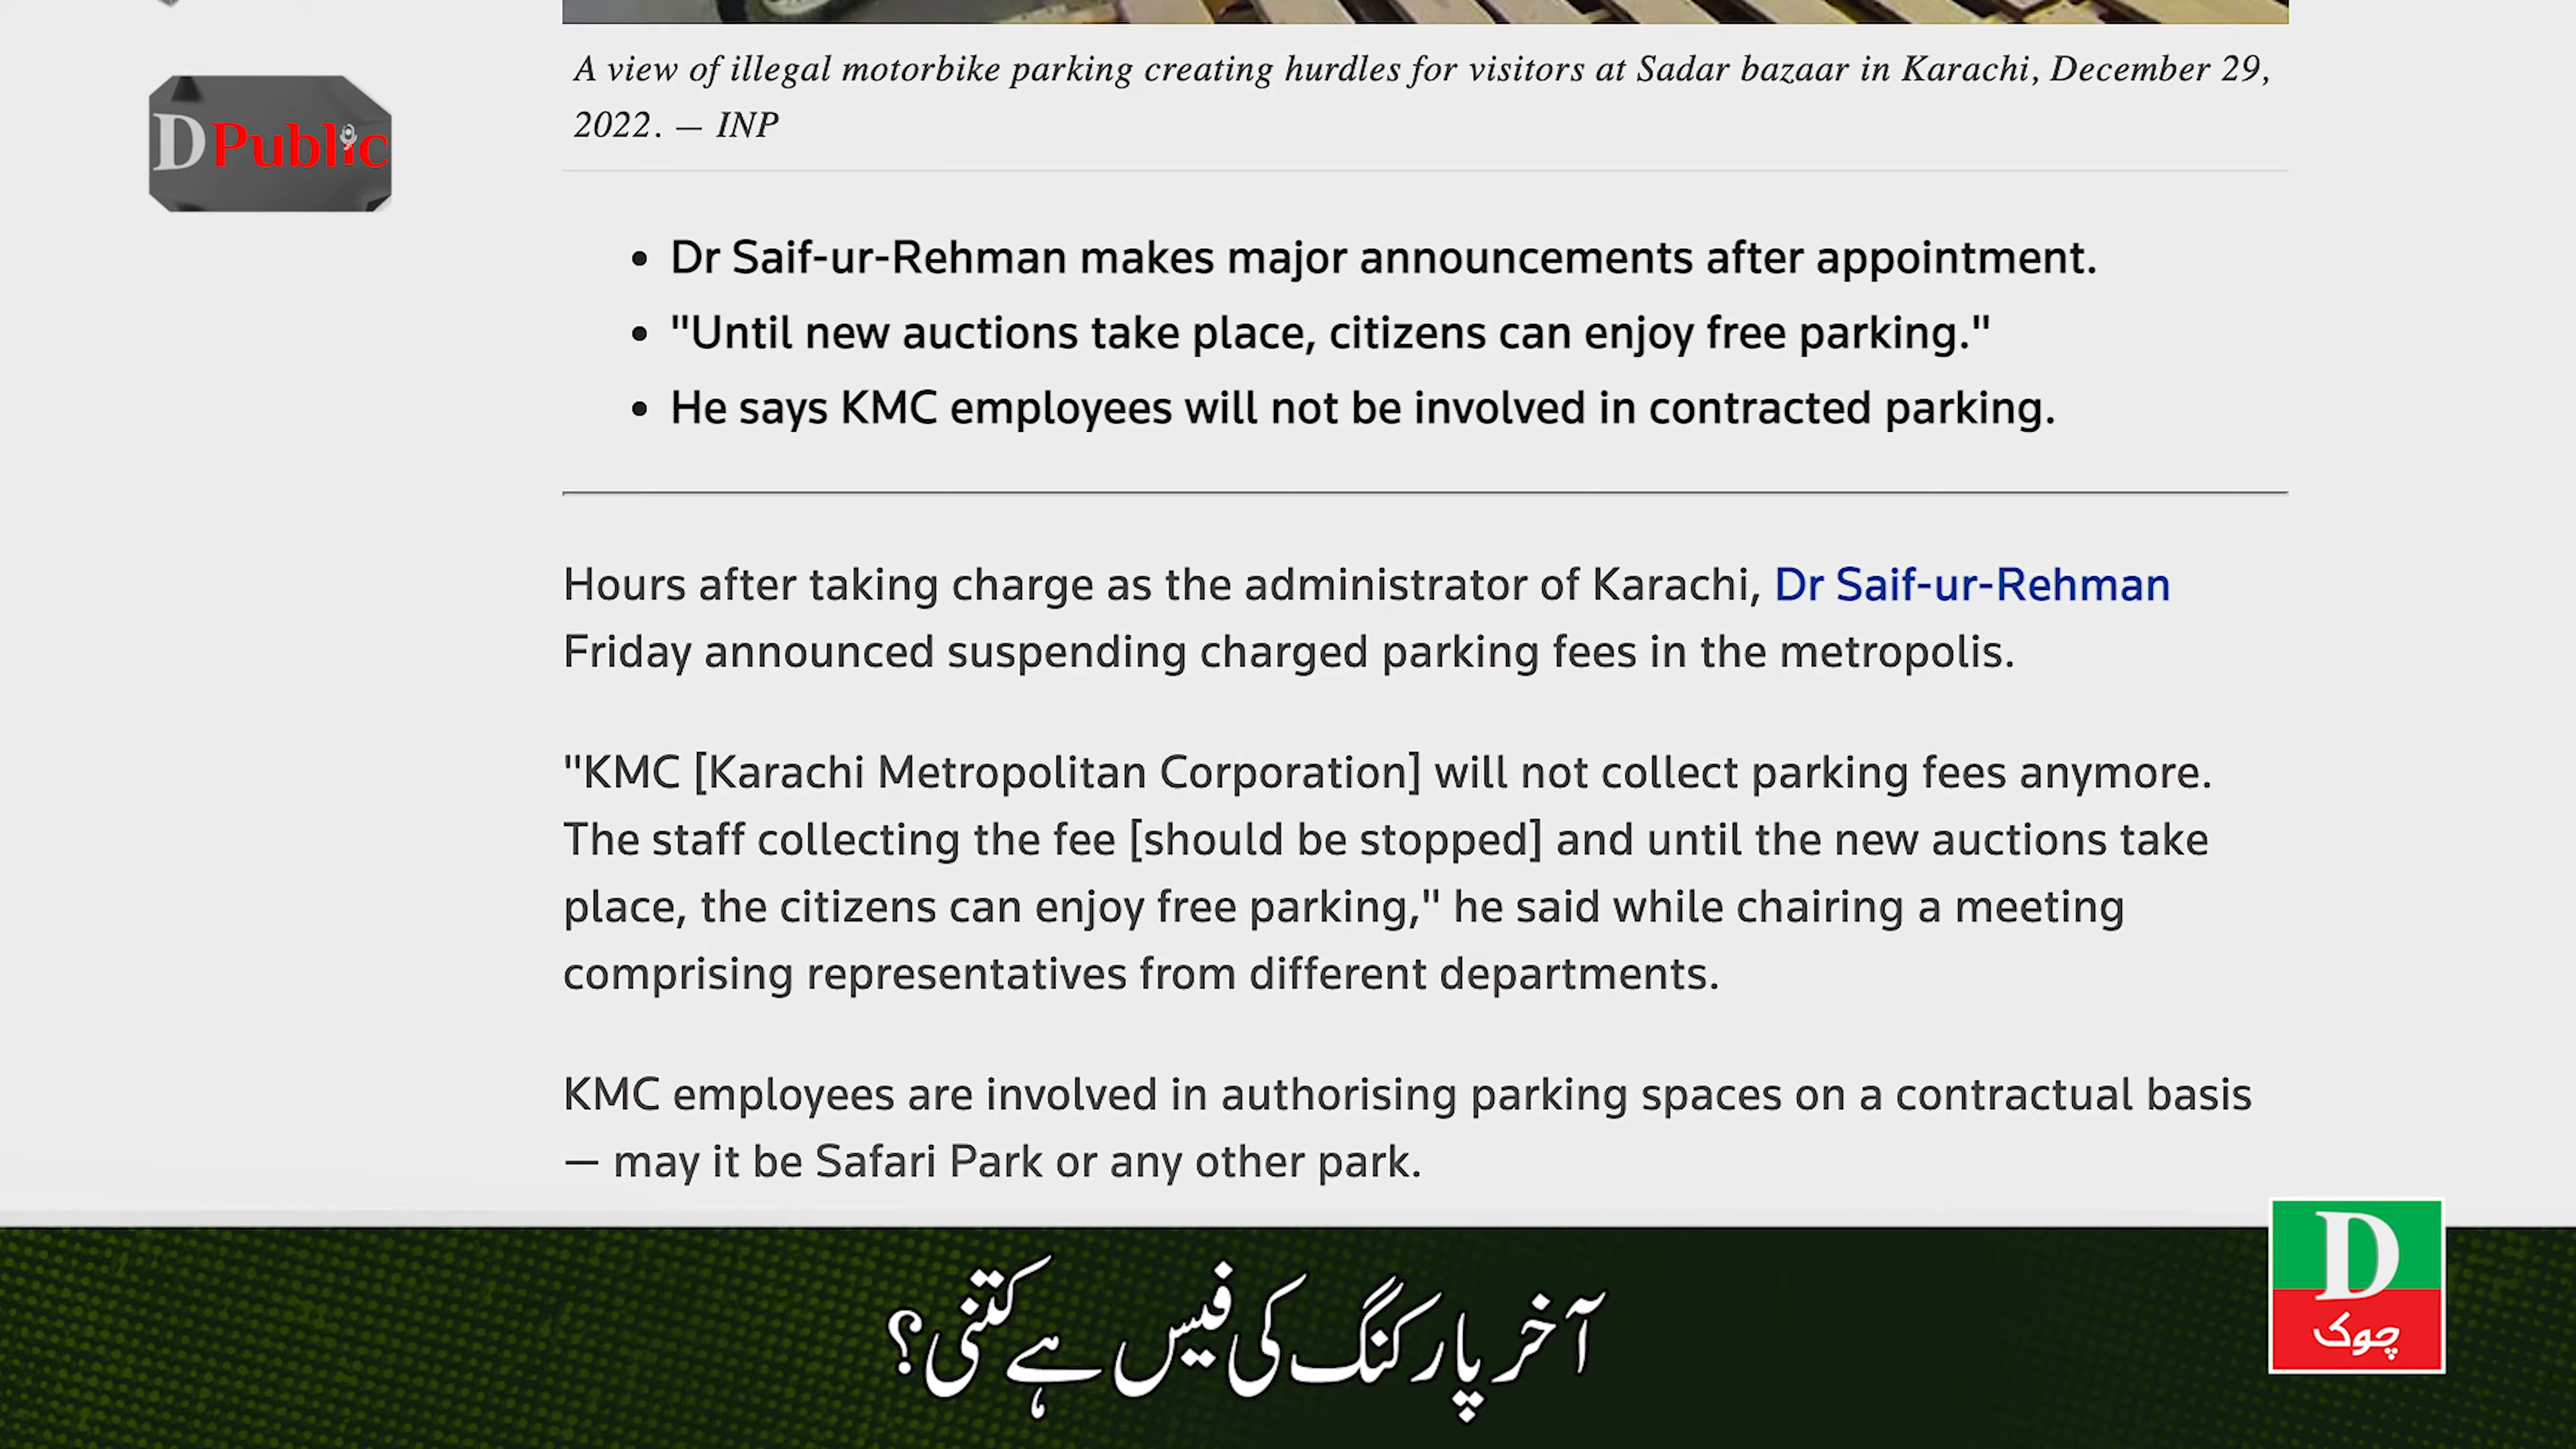 A view of illegal motorbike parking creating hurdles for visitors at Sadar bazaar in Karachi, December 29,
2022. — INP
D Public
• Dr Saif-ur-Rehman makes major announcements after appointment.
• "Until new auctions take place, citizens can enjoy free parking."
• He says KMC employees will not be involved in contracted parking.
Hours after taking charge as the administrator of Karachi, Dr Saif-ur-Rehman
Friday announced suspending charged parking fees in the metropolis.
"KMC [Karachi Metropolitan Corporation] will not collect parking fees anymore.
The staff collecting the fee [should be stopped] and until the new auctions take
place, the citizens can enjoy free parking," he said while chairing a meeting
comprising representatives from different departments.
KMC employees are involved in authorising parking spaces on a contractual basis
— may it be Safari Park or any other park.
آخر پارکنگ کی فیس ہے کتنی؟
D
چوک